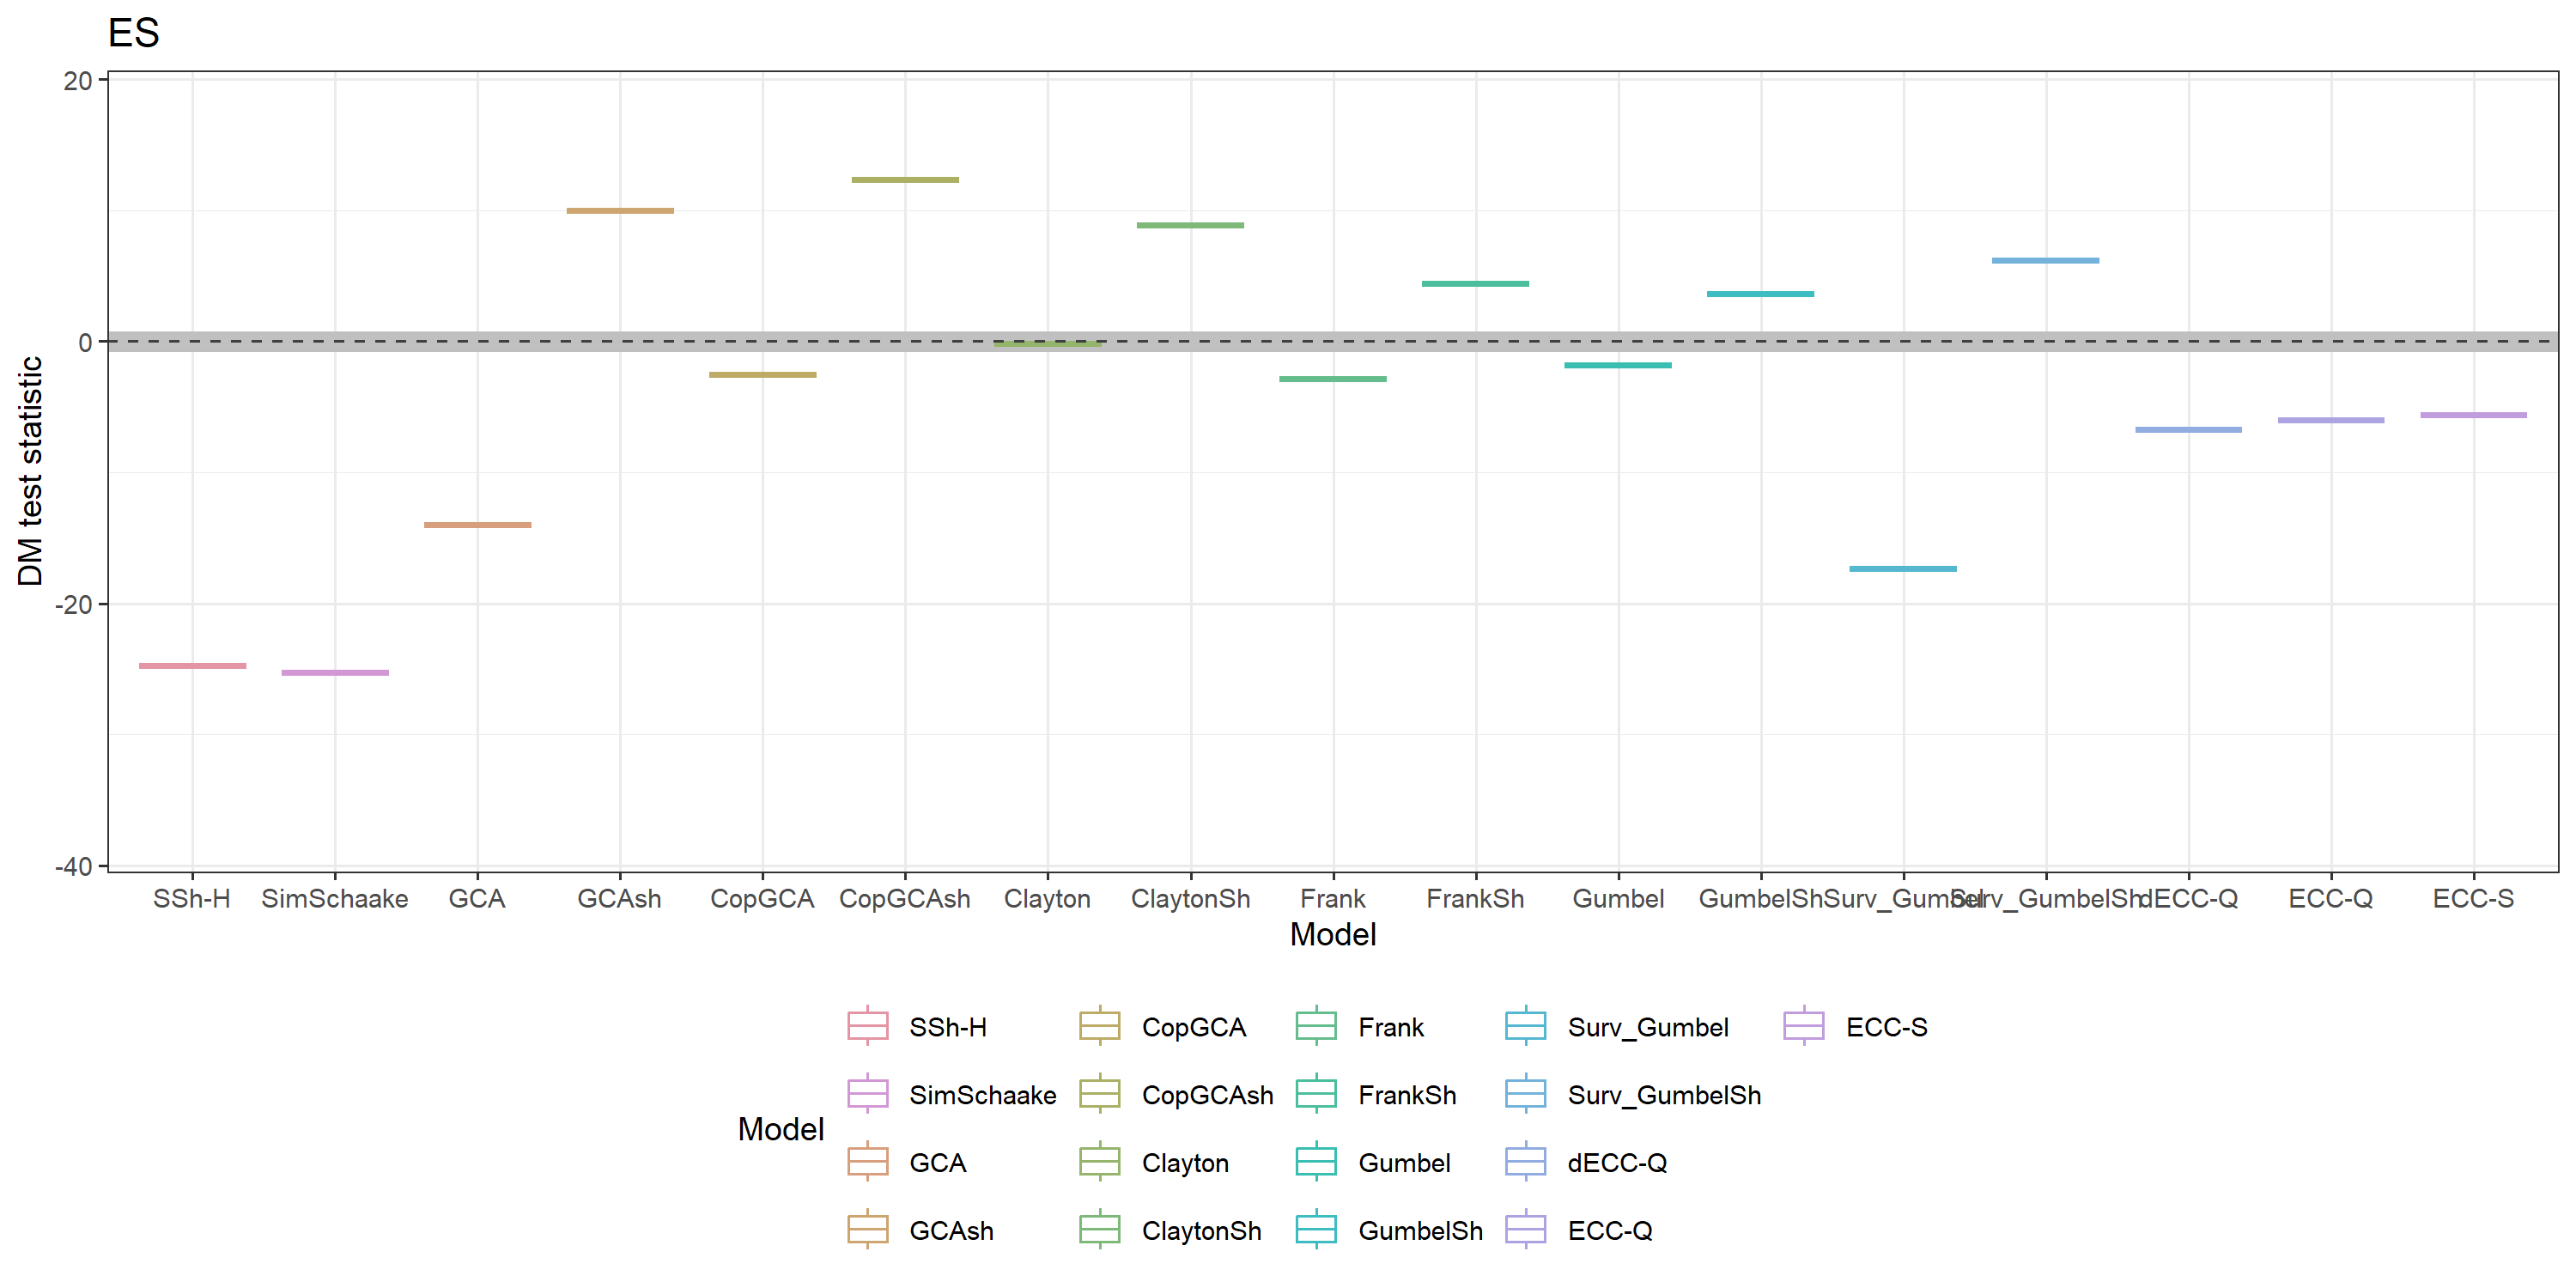 ES
20
0
-20
-40
DM test statistic
SSh-H SimSchaake GCA GCAsh CopGCA CopGCAsh Clayton ClaytonSh Frank FrankSh Gumbel GumbelSh Surv_Gumbel Surv_GumbelSh dECC-Q ECC-Q ECC-S
Model
Model
SSh-H CopGCA Frank Surv_Gumbel ECC-S
SimSchaake CopGCAsh FrankSh Surv_GumbelSh
GCA Clayton Gumbel dECC-Q
GCAsh ClaytonSh GumbelSh ECC-Q